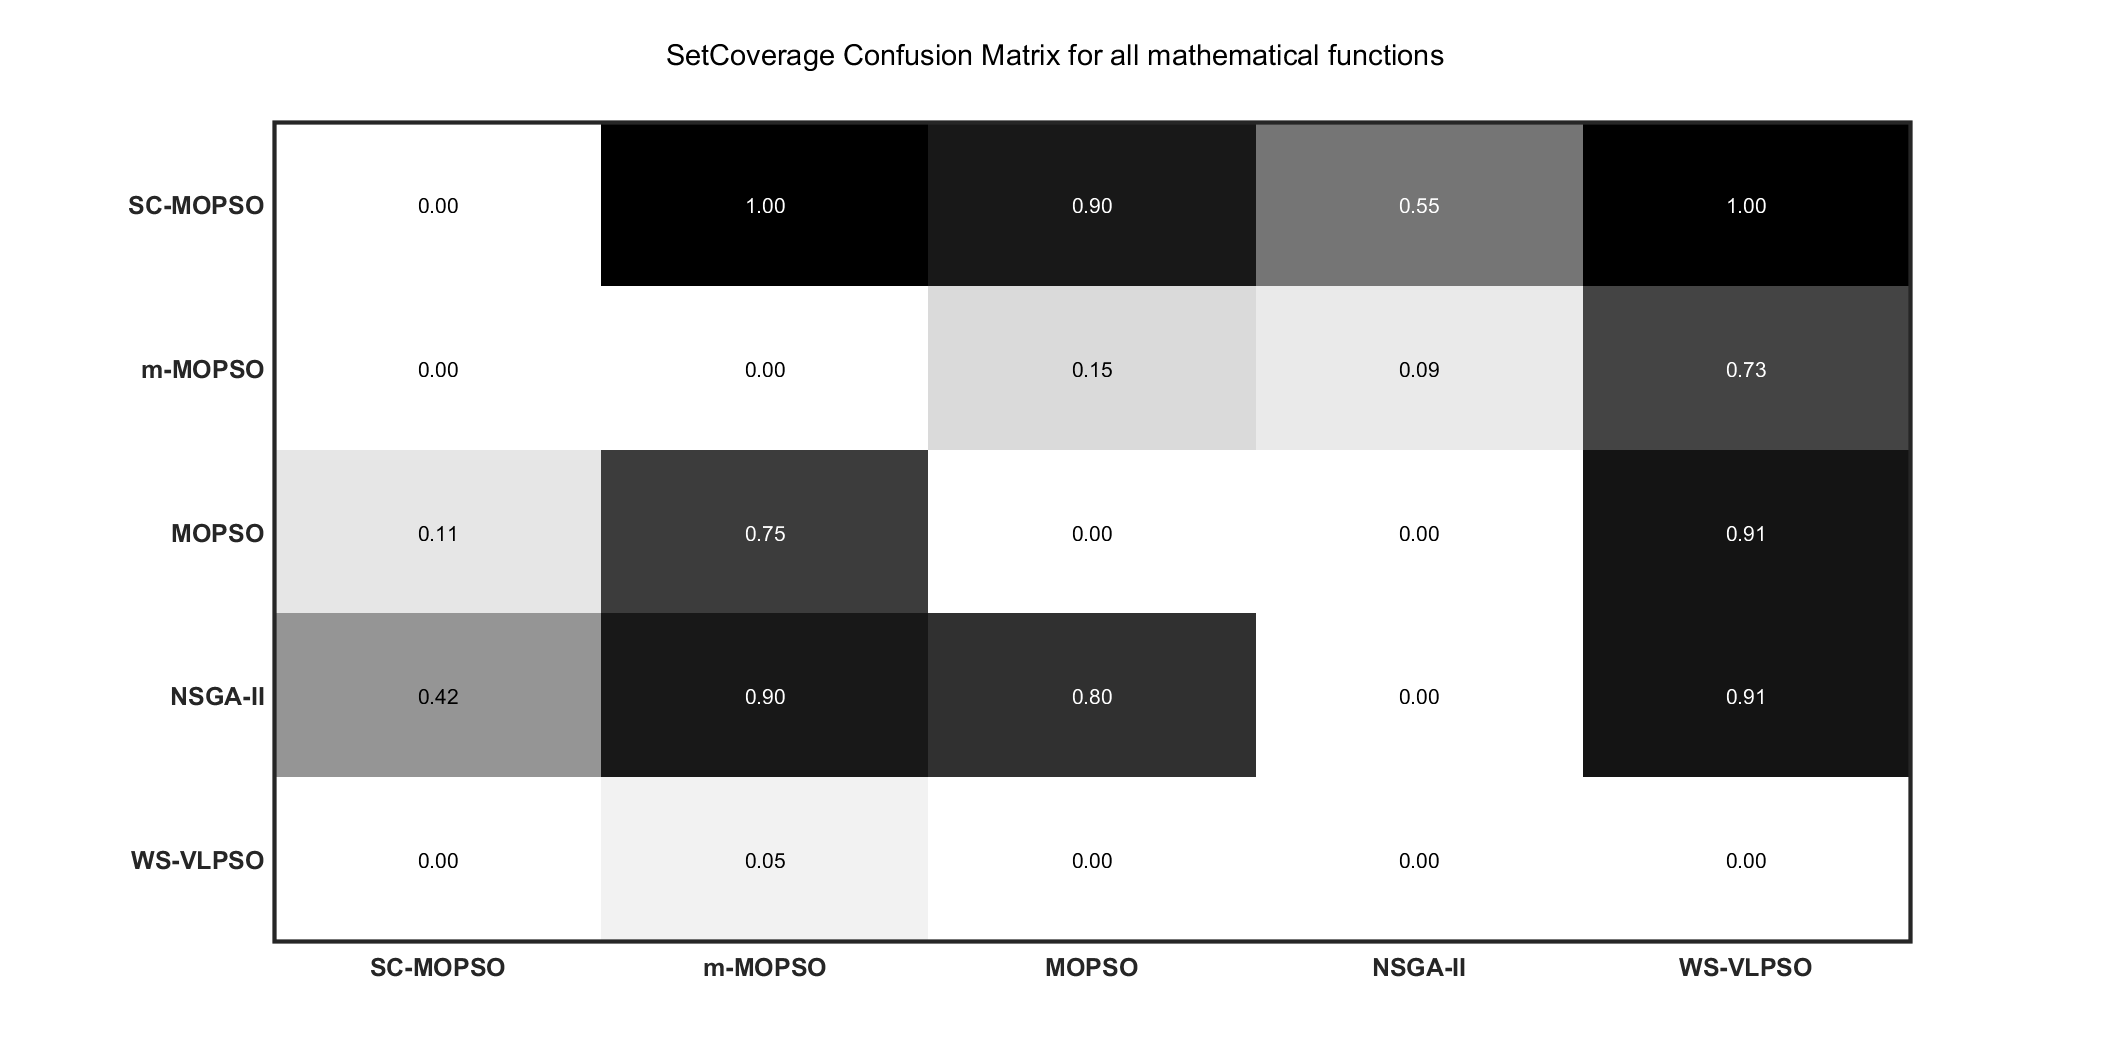 SetCoverage Confusion Matrix for all mathematical functions
SC-MOPSO 0.00 1.00 0.90 0.55 1.00
m-MOPSO 0.00 0.00 0.15 0.09 0.73
MOPSO 0.11 0.75 0.00 0.00 0.91
NSGA-II 0.42 0.90 0.80 0.00 0.91
WS-VLPSO 0.00 0.05 0.00 0.00 0.00
SC-MOPSO m-MOPSO MOPSO NSGA-II WS-VLPSO